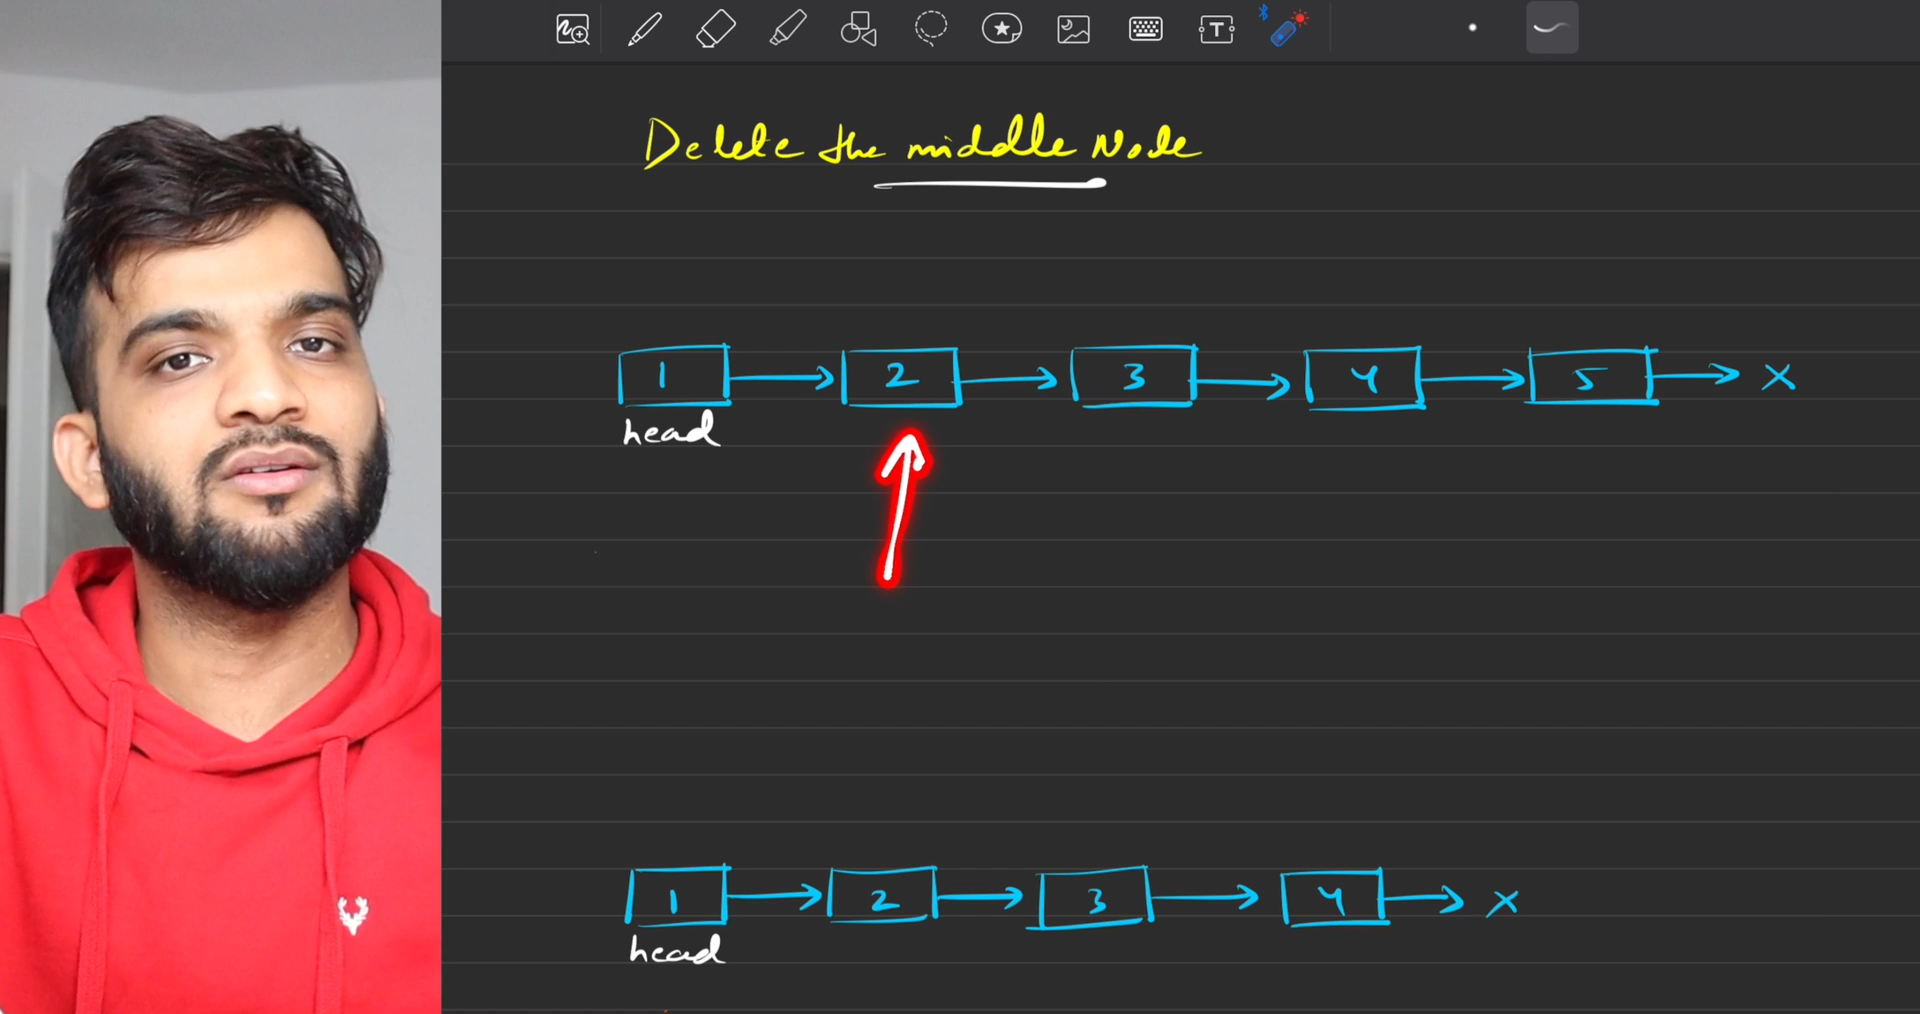 Delete the middle Node
1 → 2 → 3 → 4 → 5 → x
head
1 → 2 → 3 → 4 → x
head